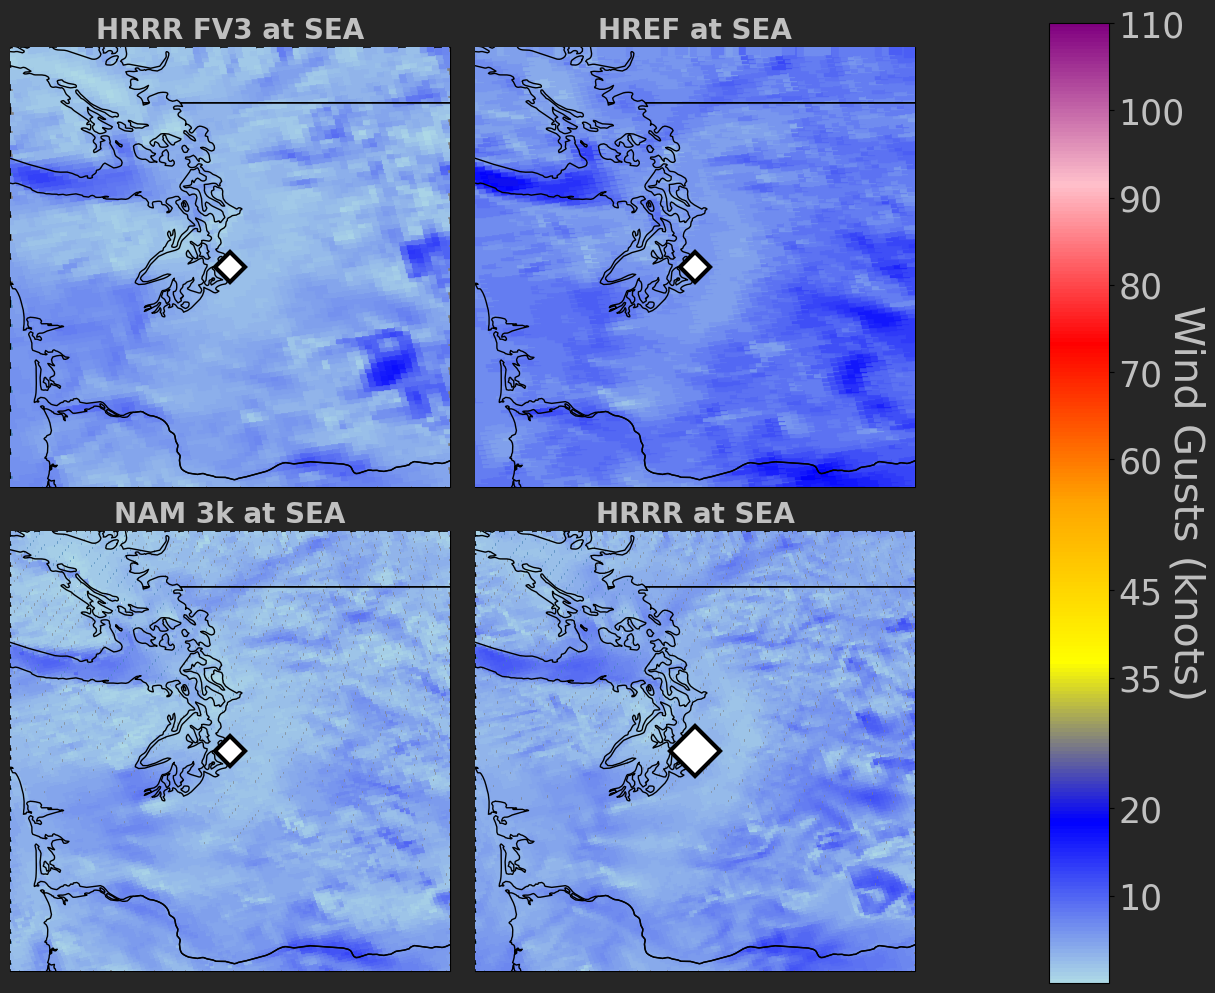 HRRR FV3 at SEA
HREF at SEA
NAM 3k at SEA
HRRR at SEA
110
100
90
80
70
60
45
35
20
10
Wind Gusts (knots)